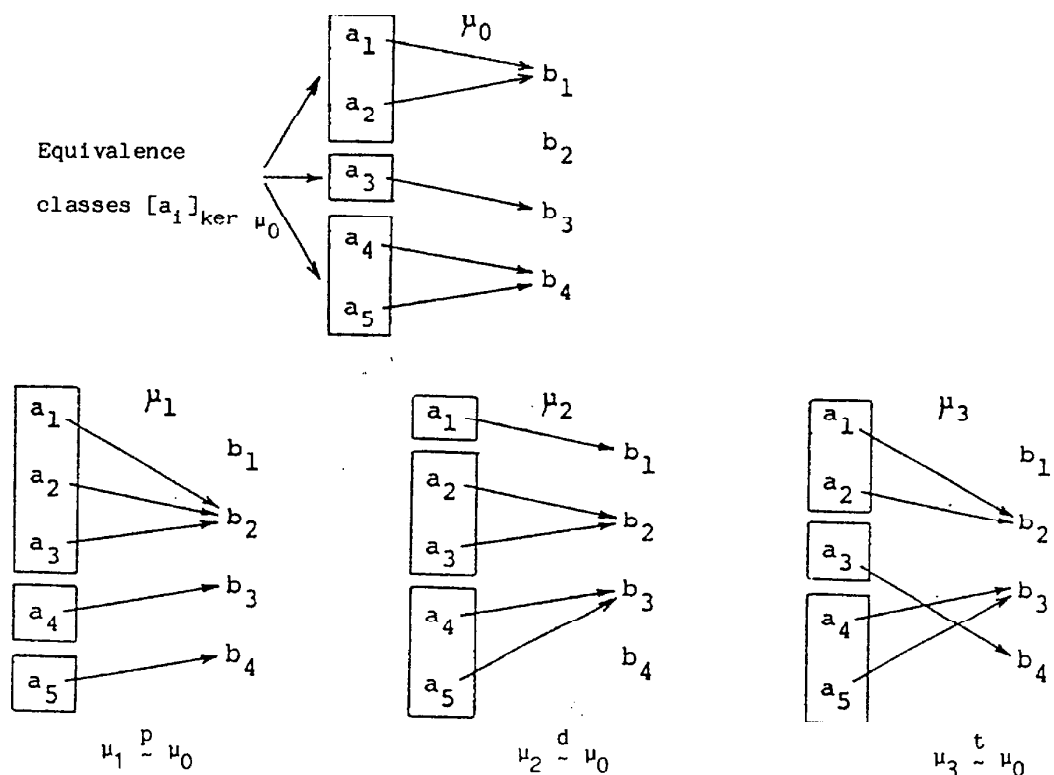 μ₀
a₁
b₁
a₂
b₂
Equivalence
classes [aᵢ]ker μ₀
a₃
b₃
a₄
b₄
a₅
μ₁
a₁
b₁
a₂
b₂
a₃
b₃
a₄
b₄
a₅
μ₁ p~ μ₀
μ₂
a₁
b₁
a₂
b₂
a₃
b₃
a₄
b₄
a₅
μ₂ d~ μ₀
μ₃
a₁
b₁
a₂
b₂
a₃
b₃
a₄
b₄
a₅
μ₃ t~ μ₀